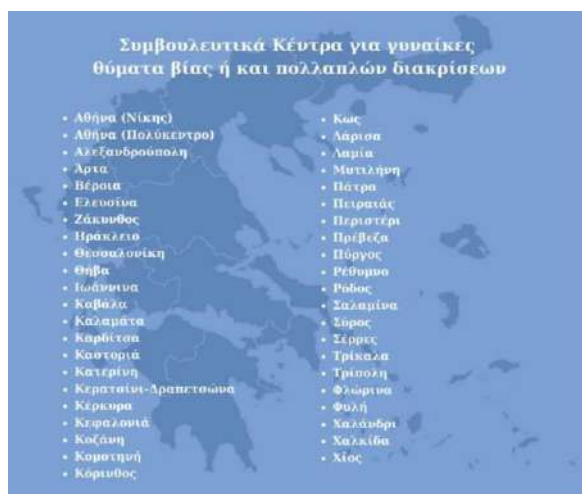 Συμβουλευτικά Κέντρα για γυναίκες
θύματα βίας ή και πολλαπλών διακρίσεων
• Αθήνα (Νίκης)
• Αθήνα (Πολύκεντρο)
• Αλεξανδρούπολη
• Άρτα
• Βέροια
• Ελευσίνα
• Ζάκυνθος
• Ηράκλειο
• Θεσσαλονίκη
• Θήβα
• Ιωάννινα
• Καβάλα
• Καλαμάτα
• Καρδίτσα
• Καστοριά
• Κατερίνη
• Κερατσίνι-Δραπετσώνα
• Κέρκυρα
• Κεφαλονιά
• Κοζάνη
• Κομοτηνή
• Κόρινθος
• Κως
• Λάρισα
• Λαμία
• Μυτιλήνη
• Πάτρα
• Πειραιάς
• Περιστέρι
• Πρέβεζα
• Πύργος
• Ρέθυμνο
• Ρόδος
• Σαλαμίνα
• Σύρος
• Σέρρες
• Τρίκαλα
• Τρίπολη
• Φλώρινα
• Φυλή
• Χαλάνδρι
• Χαλκίδα
• Χίος